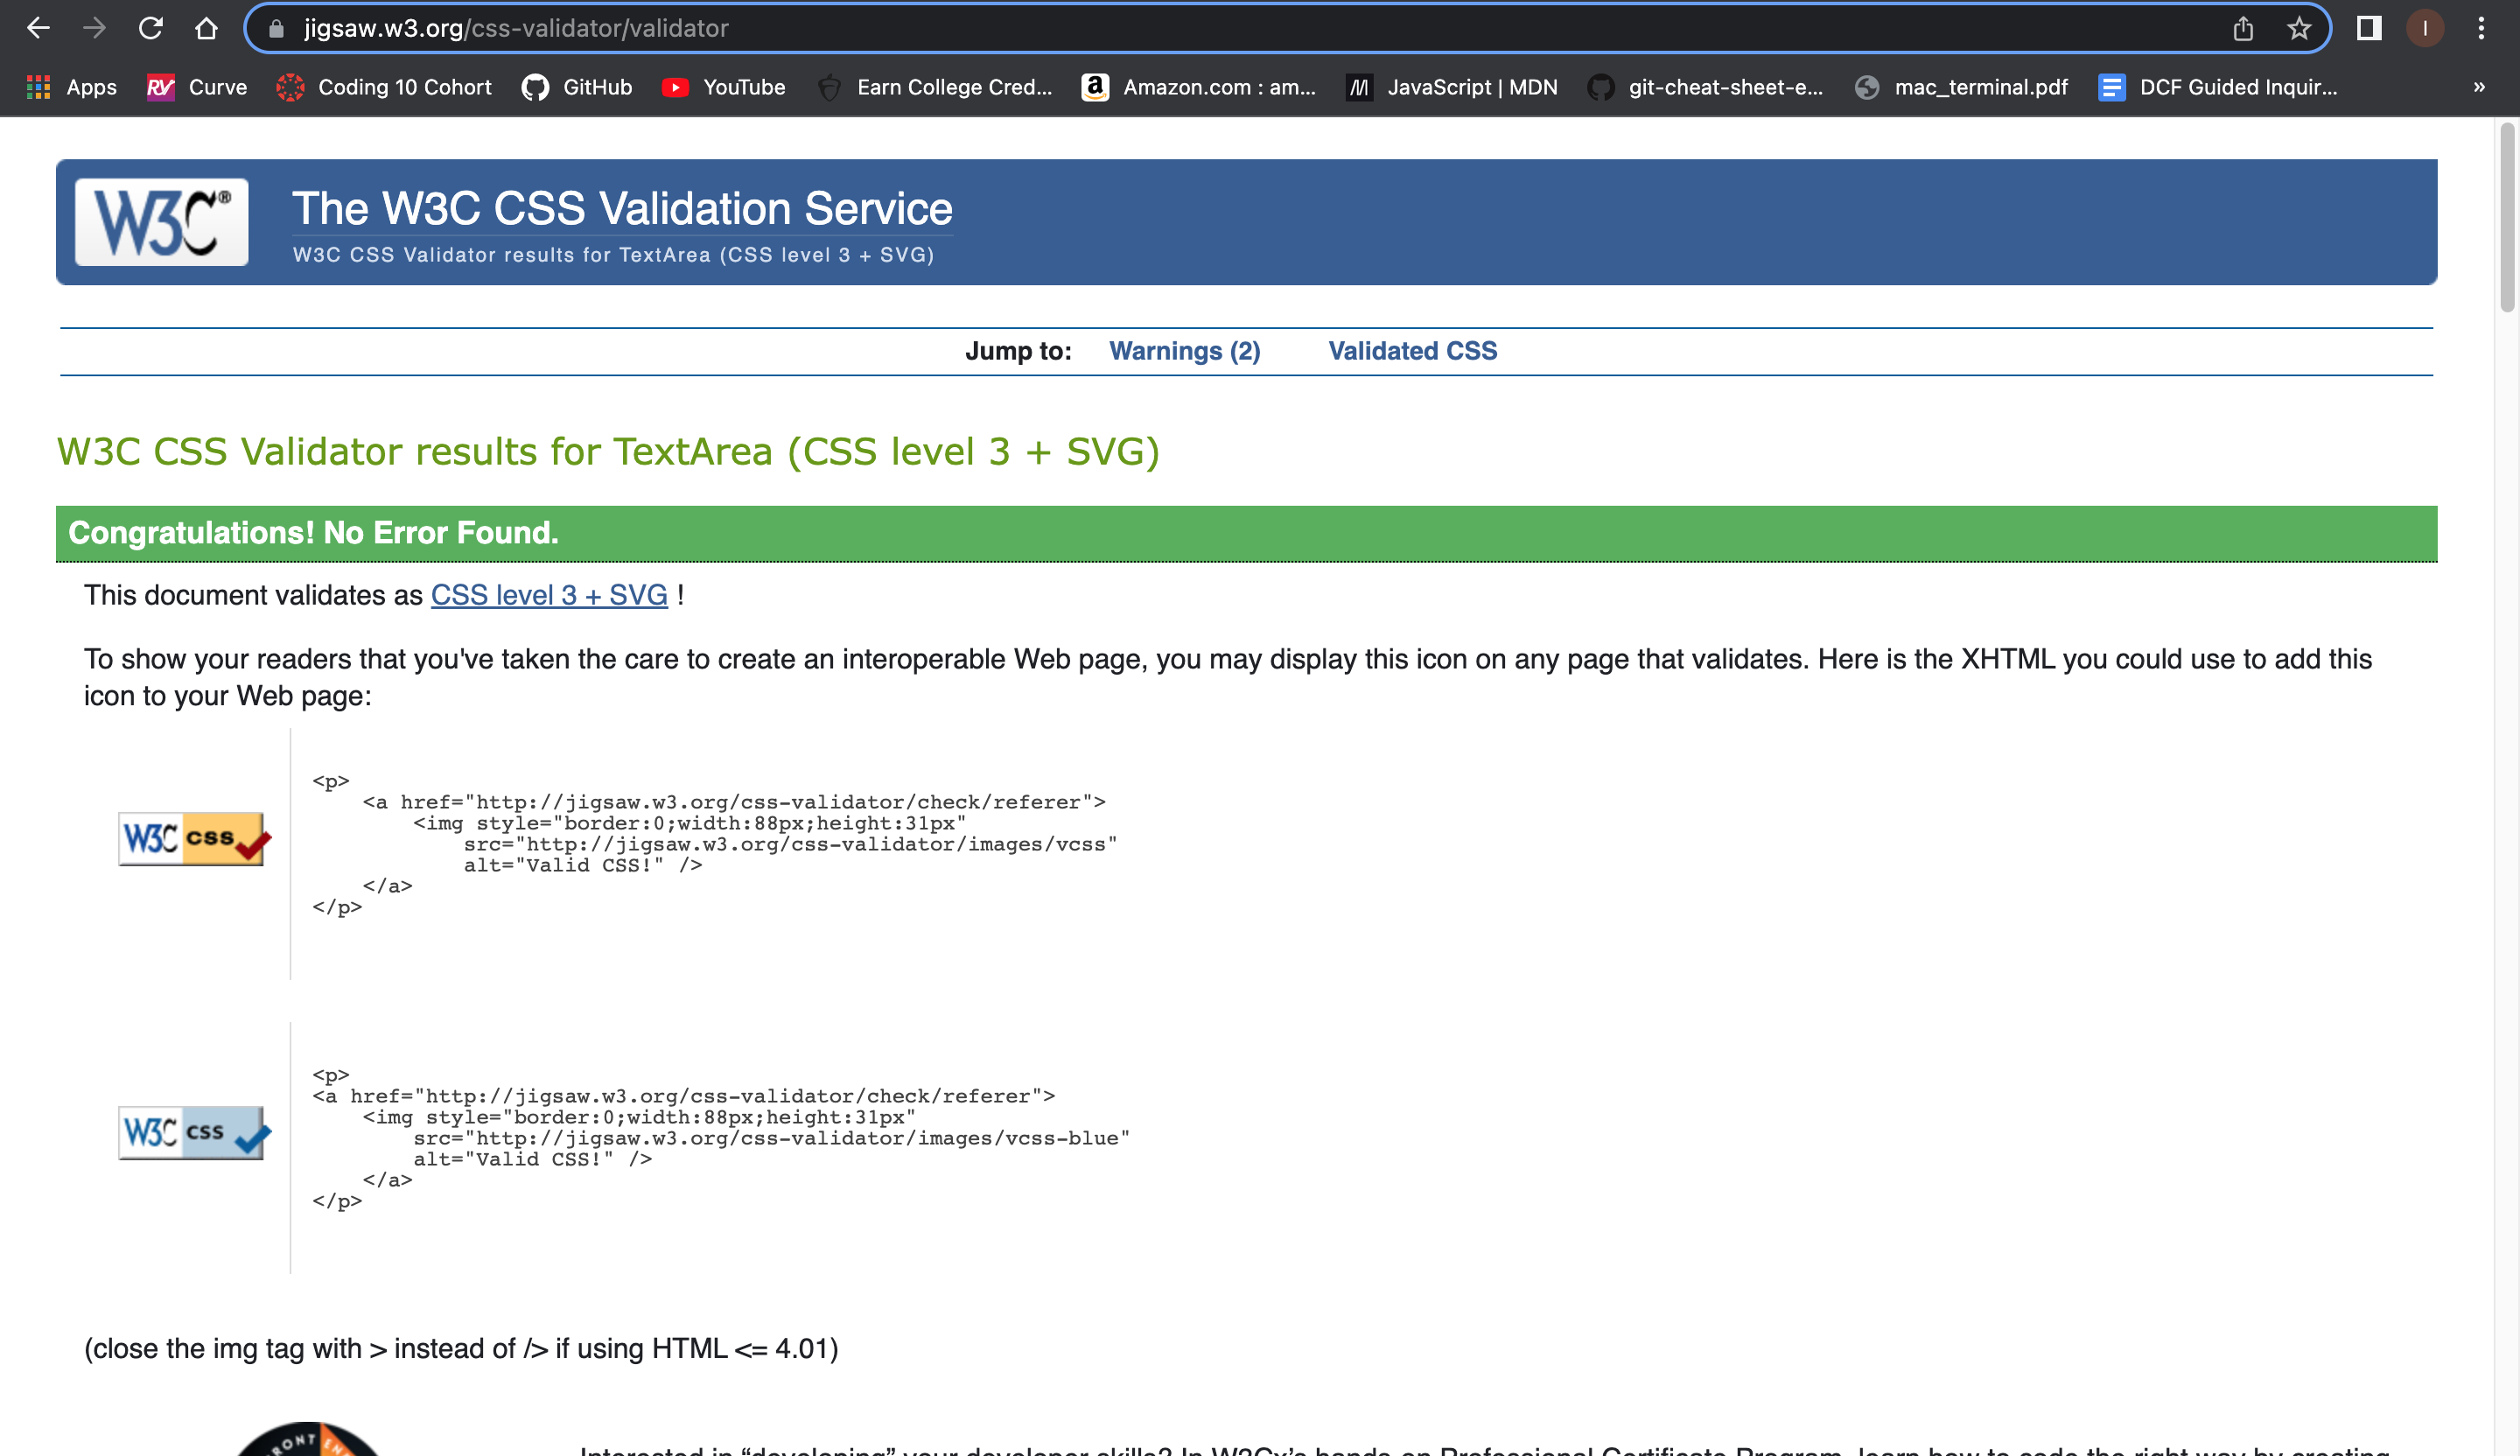 jigsaw.w3.org/css-validator/validator
I
Apps
Curve
Coding 10 Cohort
GitHub
YouTube
Earn College Cred...
Amazon.com : am...
JavaScript | MDN
git-cheat-sheet-e...
mac_terminal.pdf
DCF Guided Inquir...
»
W3C®
The W3C CSS Validation Service
W3C CSS Validator results for TextArea (CSS level 3 + SVG)
Jump to: Warnings (2) Validated CSS
W3C CSS Validator results for TextArea (CSS level 3 + SVG)
Congratulations! No Error Found.
This document validates as CSS level 3 + SVG !
To show your readers that you've taken the care to create an interoperable Web page, you may display this icon on any page that validates. Here is the XHTML you could use to add this
icon to your Web page:
W3C css
<p>
    <a href="http://jigsaw.w3.org/css-validator/check/referer">
        <img style="border:0;width:88px;height:31px"
            src="http://jigsaw.w3.org/css-validator/images/vcss"
            alt="Valid CSS!" />
    </a>
</p>
W3C css
<p>
<a href="http://jigsaw.w3.org/css-validator/check/referer">
    <img style="border:0;width:88px;height:31px"
        src="http://jigsaw.w3.org/css-validator/images/vcss-blue"
        alt="Valid CSS!" />
    </a>
</p>
(close the img tag with > instead of /> if using HTML <= 4.01)
FRONT EN
Interested in “developing” your developer skills? In W3Cx’s hands-on Professional Certificate Program, learn how to code the right way by creating